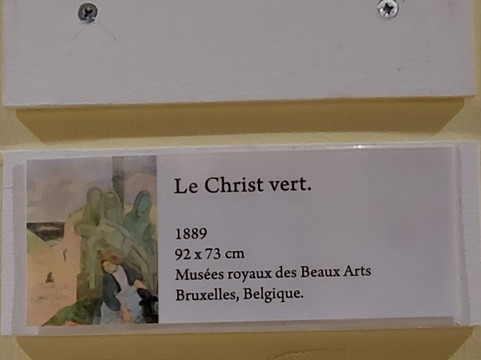 Le Christ vert.
1889
92 x 73 cm
Musées royaux des Beaux Arts
Bruxelles, Belgique.